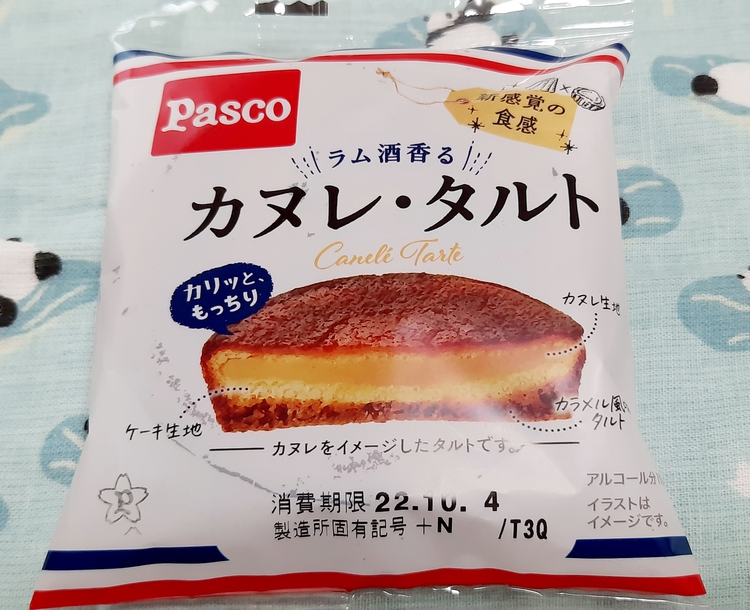 Pasco
新感覚の
食感
ラム酒香る
カヌレ・タルト
Canelé Tarte
カリッと、
もっちり
カヌレ生地
カラメル風味
タルト
ケーキ生地
カヌレをイメージしたタルトです。
P
消費期限 22.10. 4
製造所固有記号 +N /T3Q
アルコール分
イラストは
イメージです。